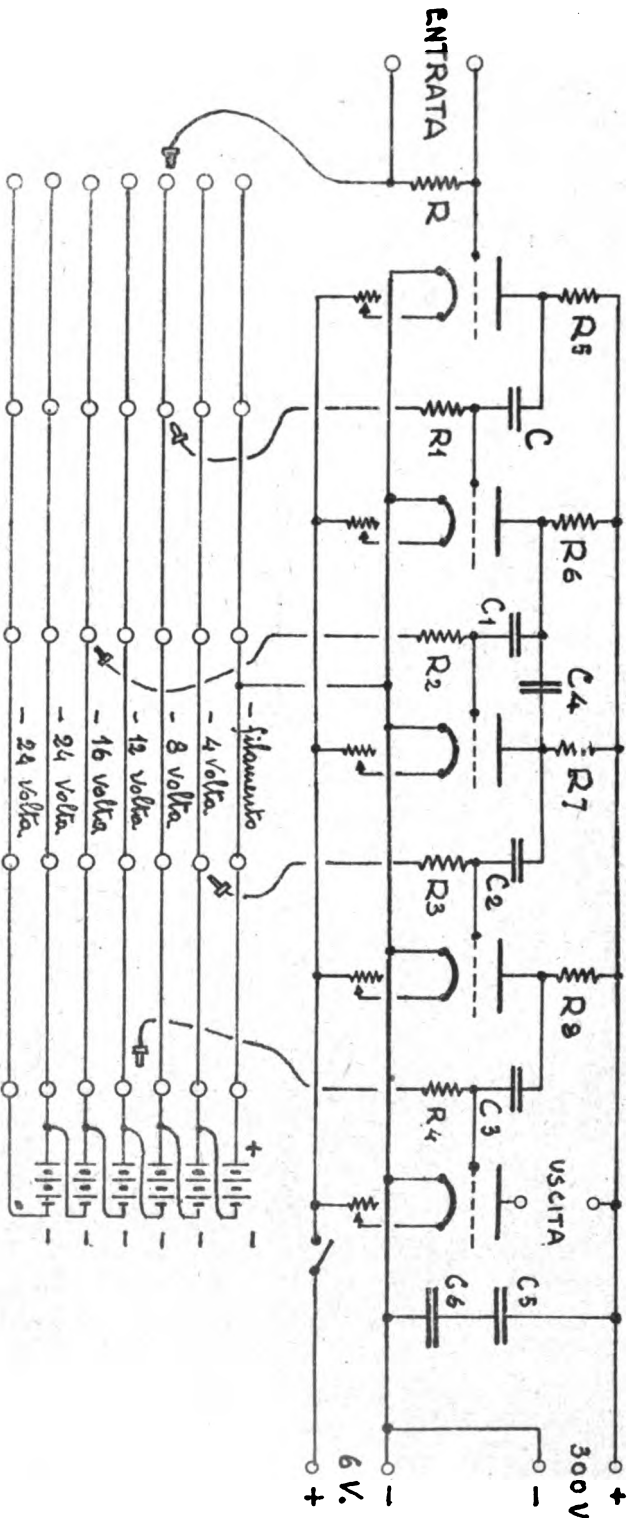 ENTRATA
R
R5
C
R1
R6
C1
C4
R2
R7
C2
R3
R8
C3
R4
USCITA
C5
C6
+
300 V
-
-
6 V.
+
- filamento
- 4 volta
- 8 volta
- 12 volta
- 16 volta
- 24 volta
- 24 volta
+
-
-
-
-
-
-